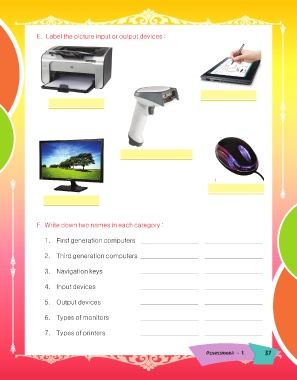 E. Label the picture input or output devices :
F. Write down two names in each category :
1. First generation computers
2. Third generation computers
3. Navigation keys
4. Input devices
5. Output devices
6. Types of monitors
7. Types of printers
Assessment - 1 37